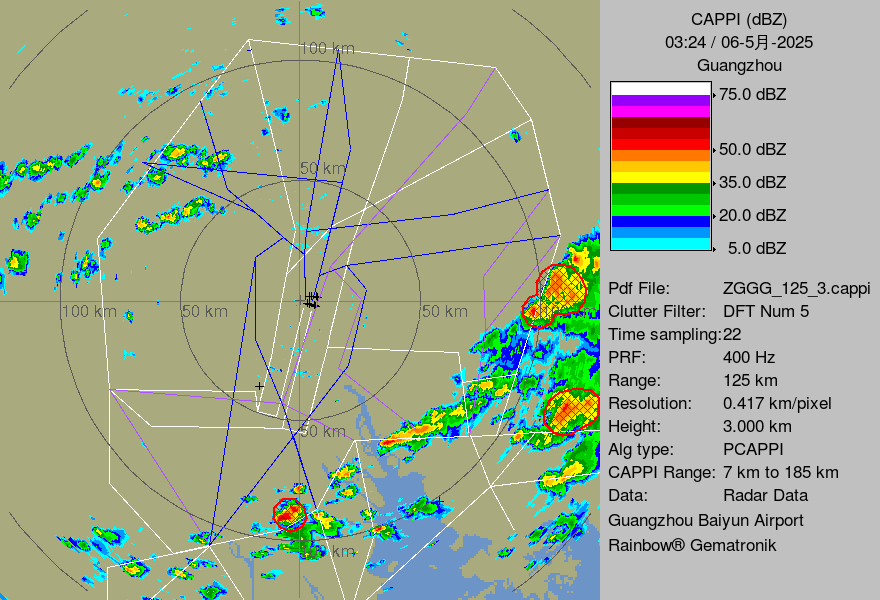 CAPPI (dBZ)
03:24 / 06-5月-2025
Guangzhou
75.0 dBZ
50.0 dBZ
35.0 dBZ
20.0 dBZ
5.0 dBZ
Pdf File: ZGGG_125_3.cappi
Clutter Filter: DFT Num 5
Time sampling:22
PRF: 400 Hz
Range: 125 km
Resolution: 0.417 km/pixel
Height: 3.000 km
Alg type: PCAPPI
CAPPI Range: 7 km to 185 km
Data: Radar Data
Guangzhou Baiyun Airport
Rainbow® Gematronik
100 km
50 km
100 km
50 km
50 km
50 km
km